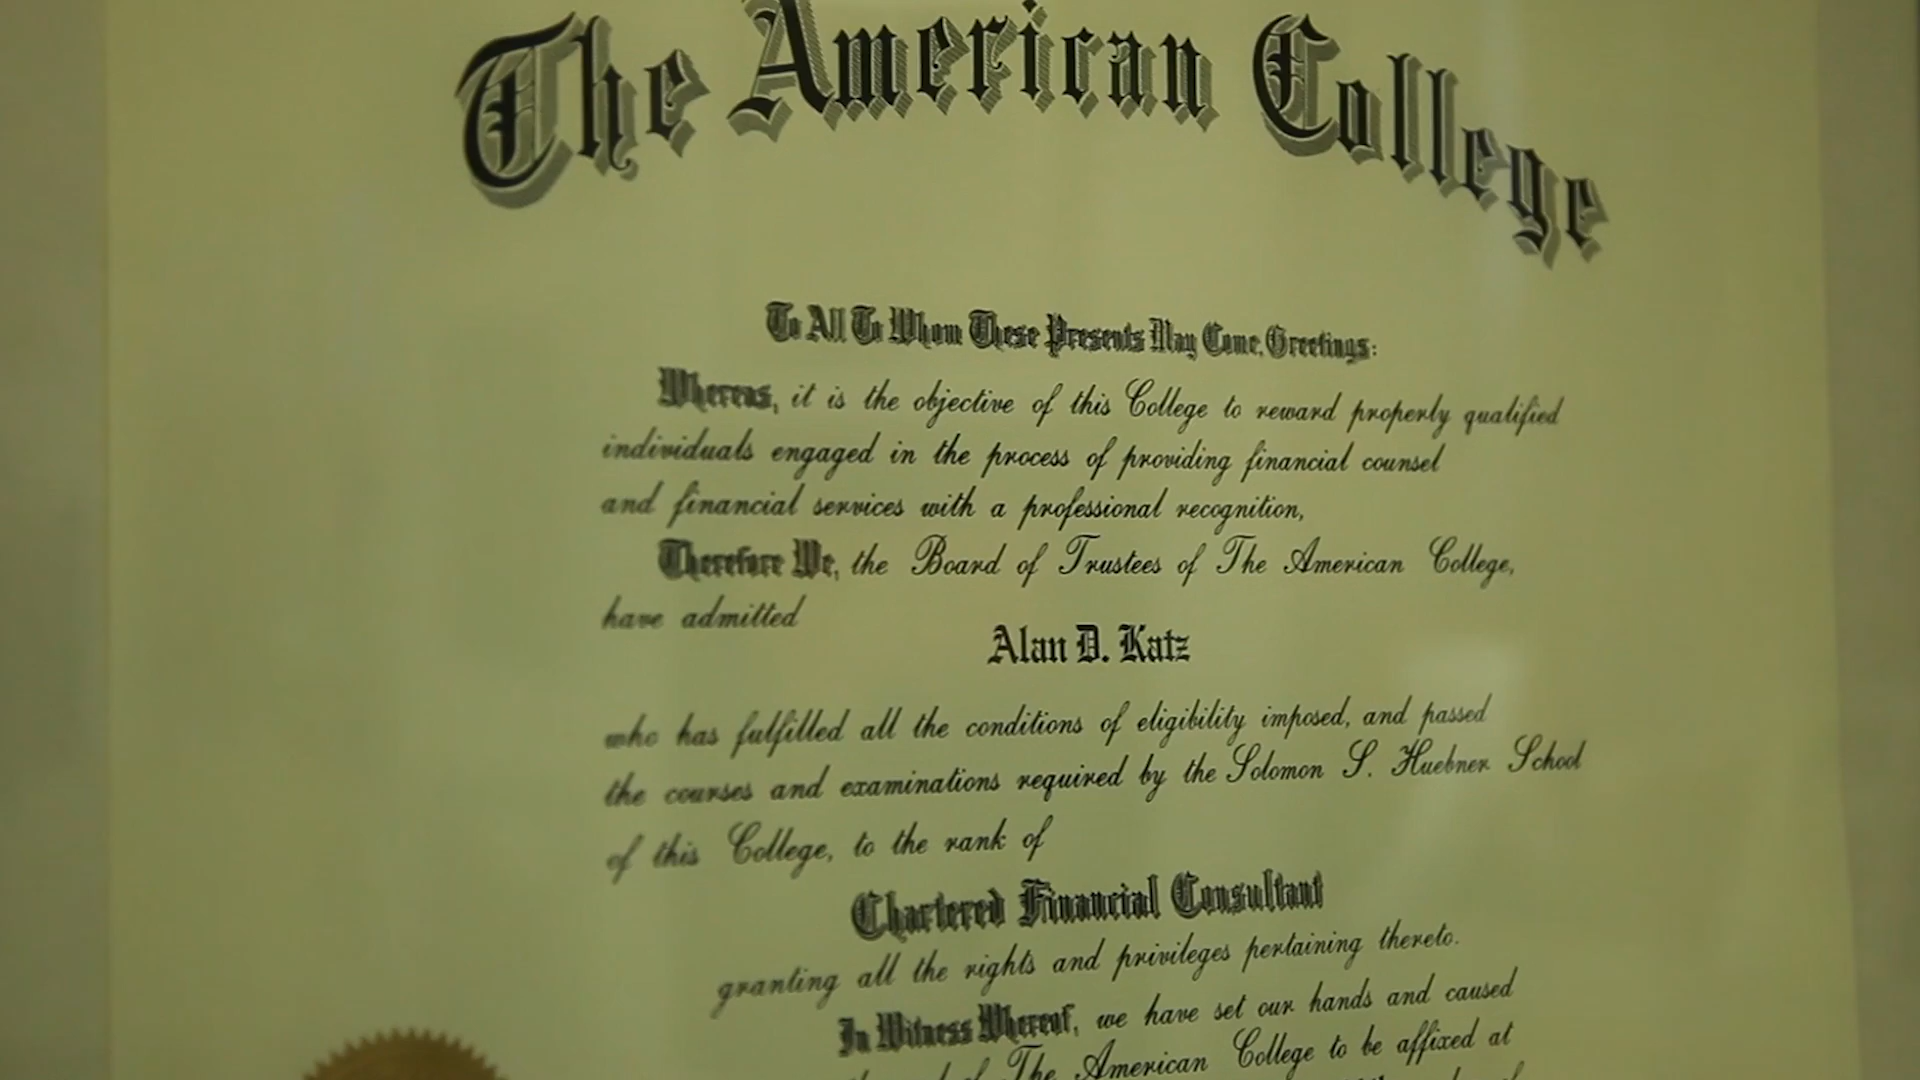 The American College
To All To Whom These Presents May Come, Greetings:
Whereas, it is the objective of this College to reward properly qualified
individuals engaged in the process of providing financial counsel
and financial services with a professional recognition,
Therefore We, the Board of Trustees of The American College,
have admitted
Alan D. Katz
who has fulfilled all the conditions of eligibility imposed, and passed
the courses and examinations required by the Solomon S. Huebner School
of this College, to the rank of
Chartered Financial Consultant
granting all the rights and privileges pertaining thereto.
In Witness Whereof, we have set our hands and caused
The American College to be affixed at